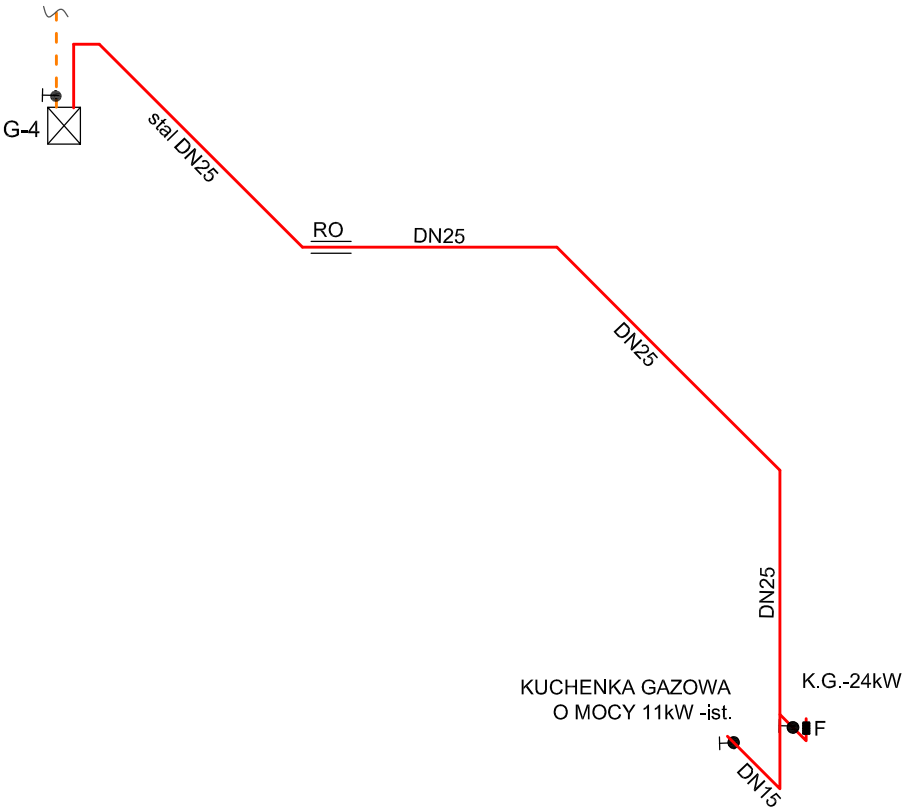 G-4
stal DN25
RO
DN25
DN25
DN25
KUCHENKA GAZOWA
O MOCY 11kW -ist.
K.G.-24kW
F
DN15